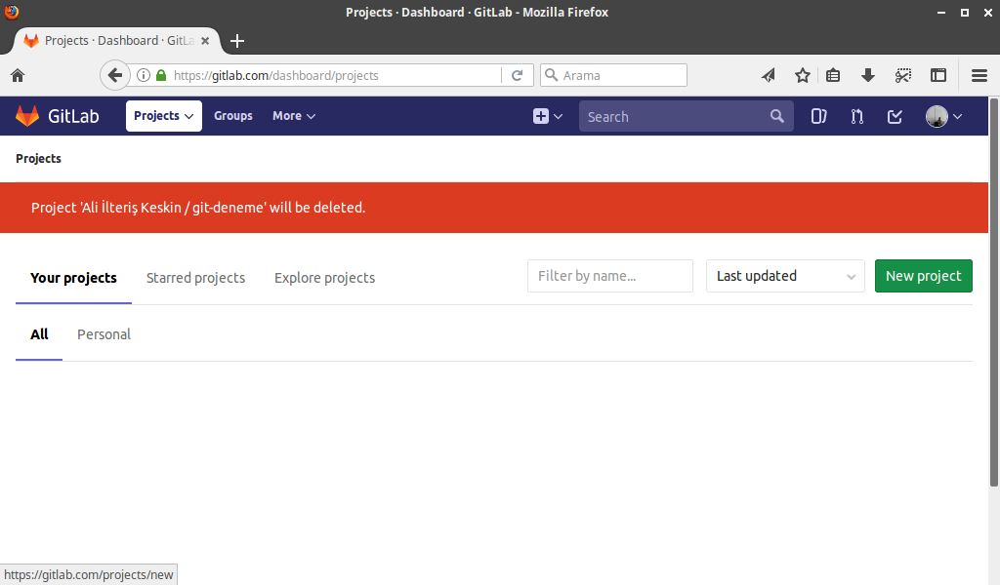 Projects · Dashboard · GitLab - Mozilla Firefox
Projects · Dashboard · GitLa
https://gitlab.com/dashboard/projects
Arama
GitLab
Projects
Groups
More
Search
Projects
Project 'Ali İlteriş Keskin / git-deneme' will be deleted.
Your projects
Starred projects
Explore projects
Filter by name...
Last updated
New project
All
Personal
https://gitlab.com/projects/new